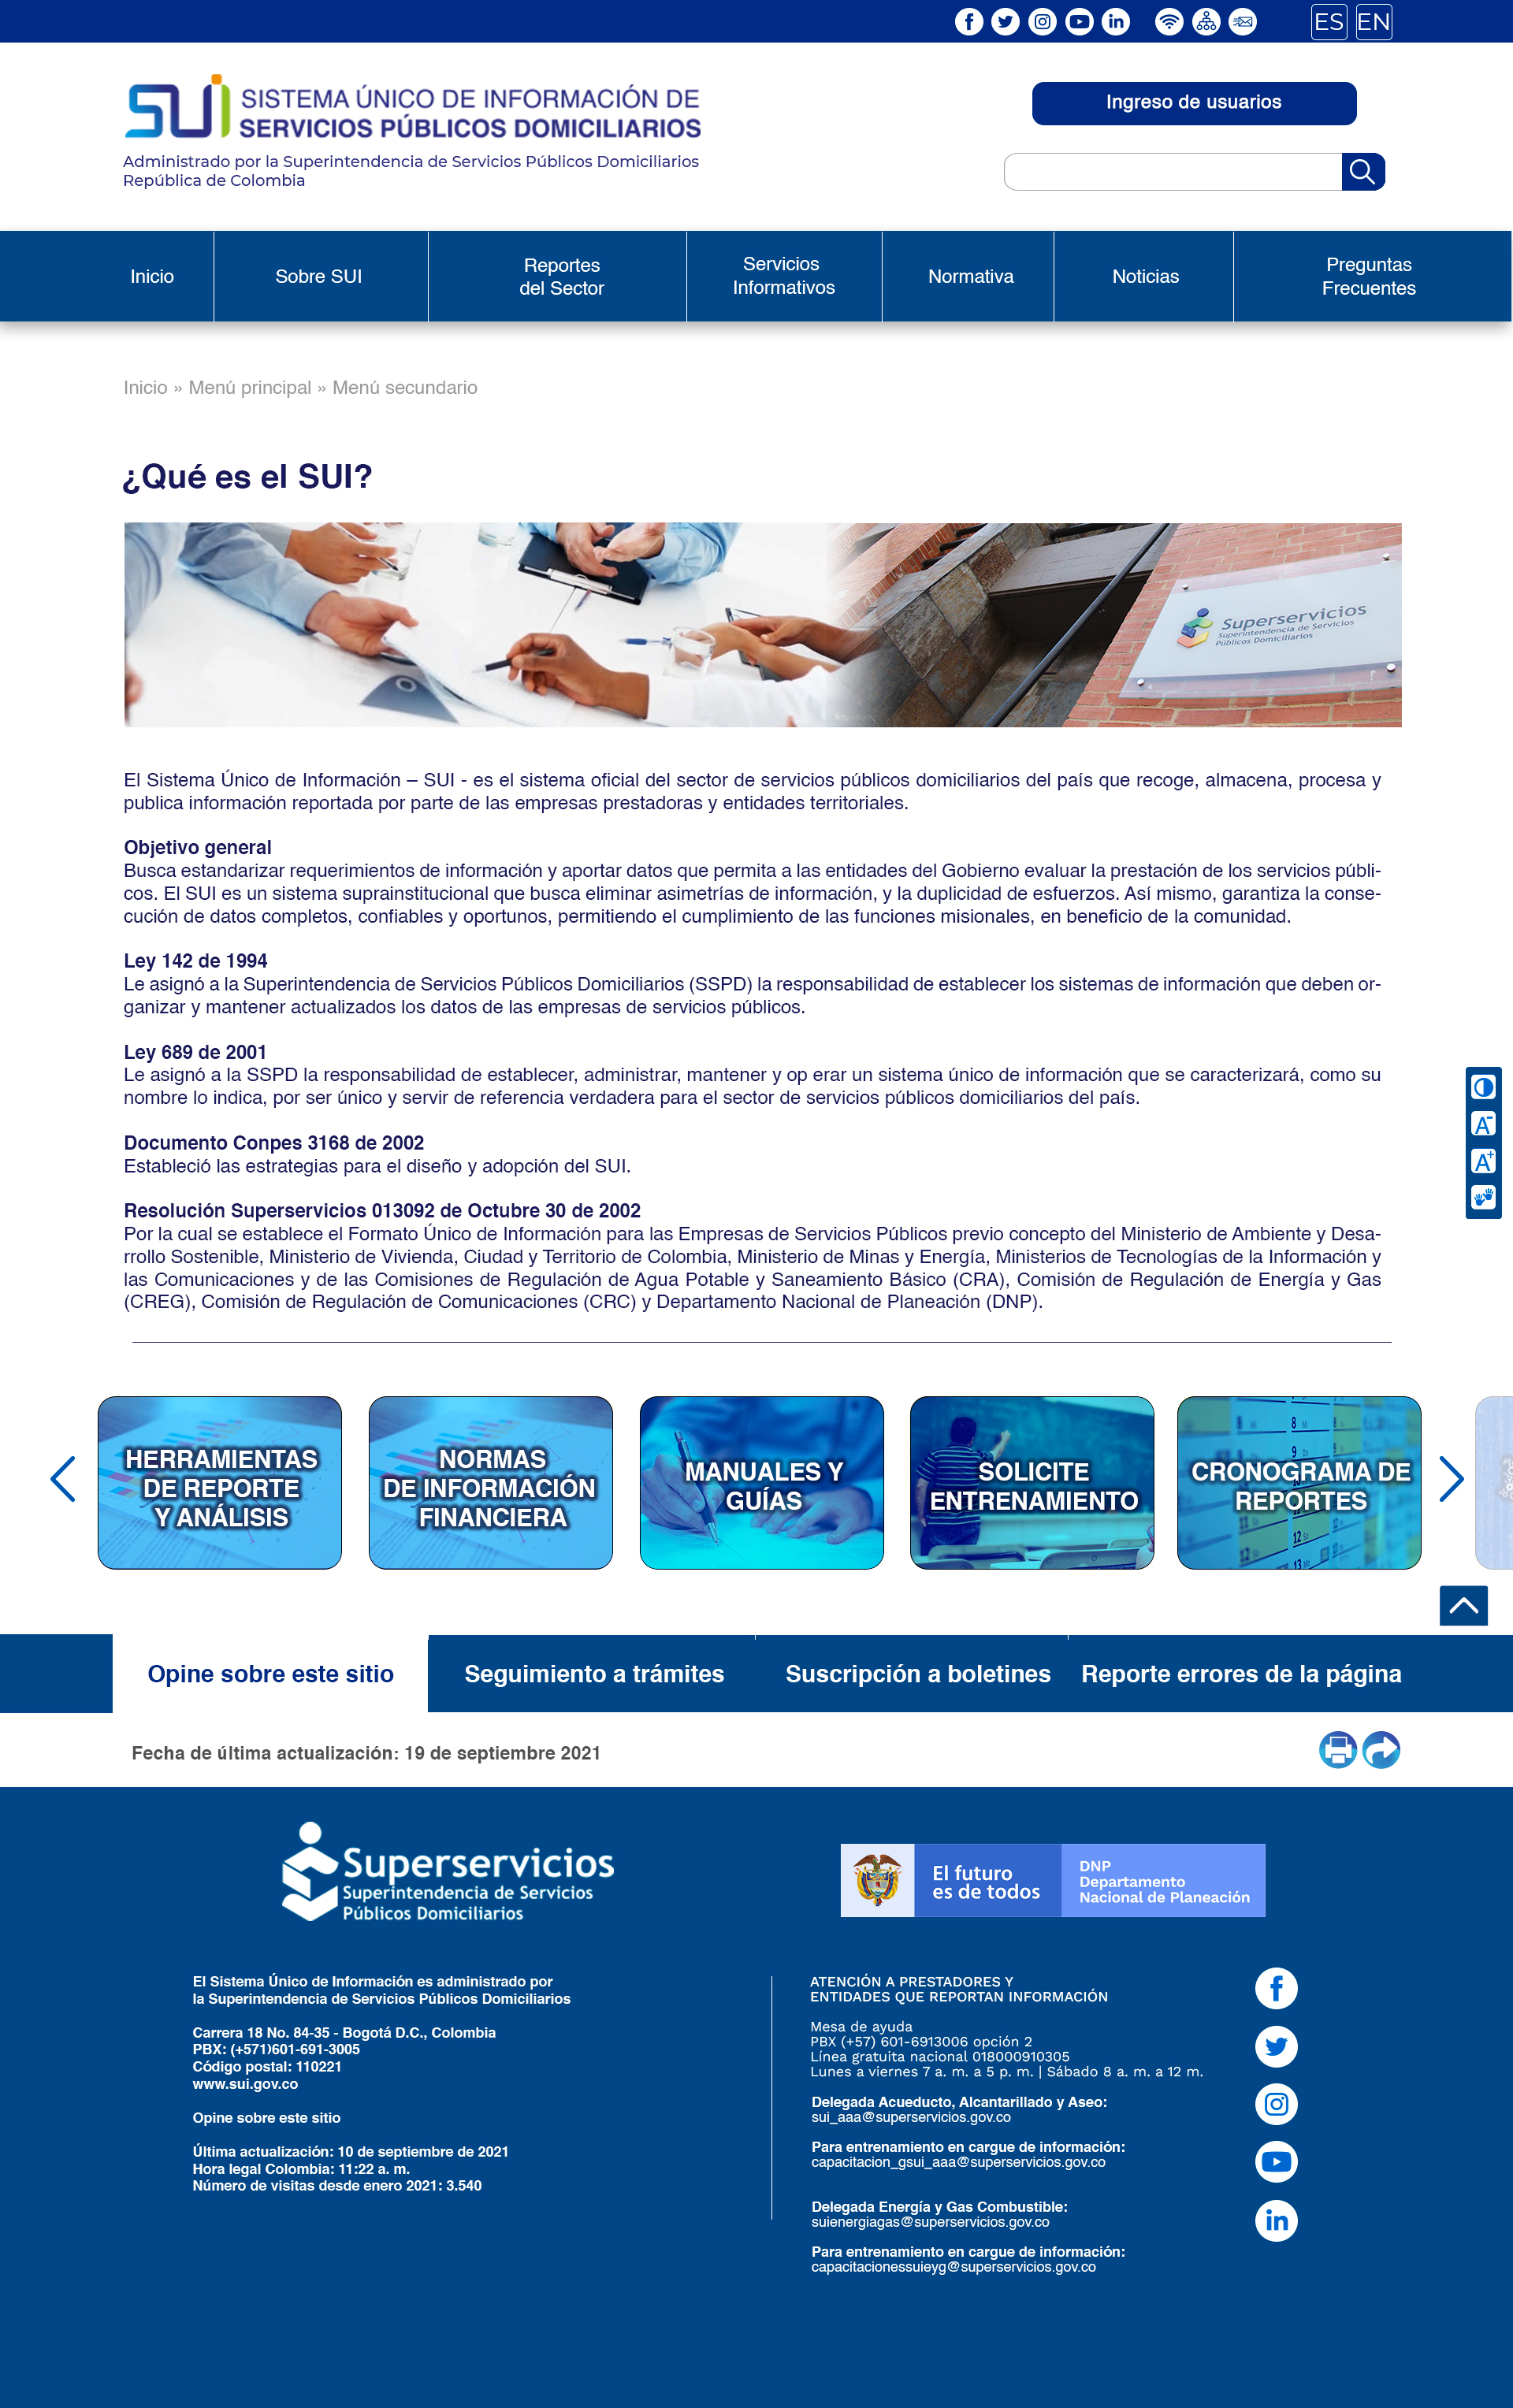 ES EN
SUI SISTEMA ÚNICO DE INFORMACIÓN DE
SERVICIOS PÚBLICOS DOMICILIARIOS
Administrado por la Superintendencia de Servicios Públicos Domiciliarios
República de Colombia
Ingreso de usuarios
Inicio
Sobre SUI
Reportes
del Sector
Servicios
Informativos
Normativa
Noticias
Preguntas
Frecuentes
Inicio » Menú principal » Menú secundario
¿Qué es el SUI?
Superservicios
Superintendencia de Servicios
Públicos Domiciliarios
El Sistema Único de Información – SUI - es el sistema oficial del sector de servicios públicos domiciliarios del país que recoge, almacena, procesa y
publica información reportada por parte de las empresas prestadoras y entidades territoriales.
Objetivo general
Busca estandarizar requerimientos de información y aportar datos que permita a las entidades del Gobierno evaluar la prestación de los servicios públi-
cos. El SUI es un sistema suprainstitucional que busca eliminar asimetrías de información, y la duplicidad de esfuerzos. Así mismo, garantiza la conse-
cución de datos completos, confiables y oportunos, permitiendo el cumplimiento de las funciones misionales, en beneficio de la comunidad.
Ley 142 de 1994
Le asignó a la Superintendencia de Servicios Públicos Domiciliarios (SSPD) la responsabilidad de establecer los sistemas de información que deben or-
ganizar y mantener actualizados los datos de las empresas de servicios públicos.
Ley 689 de 2001
Le asignó a la SSPD la responsabilidad de establecer, administrar, mantener y op erar un sistema único de información que se caracterizará, como su
nombre lo indica, por ser único y servir de referencia verdadera para el sector de servicios públicos domiciliarios del país.
Documento Conpes 3168 de 2002
Estableció las estrategias para el diseño y adopción del SUI.
Resolución Superservicios 013092 de Octubre 30 de 2002
Por la cual se establece el Formato Único de Información para las Empresas de Servicios Públicos previo concepto del Ministerio de Ambiente y Desa-
rrollo Sostenible, Ministerio de Vivienda, Ciudad y Territorio de Colombia, Ministerio de Minas y Energía, Ministerios de Tecnologías de la Información y
las Comunicaciones y de las Comisiones de Regulación de Agua Potable y Saneamiento Básico (CRA), Comisión de Regulación de Energía y Gas
(CREG), Comisión de Regulación de Comunicaciones (CRC) y Departamento Nacional de Planeación (DNP).
A-
A+
HERRAMIENTAS
DE REPORTE
Y ANÁLISIS
NORMAS
DE INFORMACIÓN
FINANCIERA
MANUALES Y
GUÍAS
SOLICITE
ENTRENAMIENTO
CRONOGRAMA DE
REPORTES
Opine sobre este sitio
Seguimiento a trámites
Suscripción a boletines
Reporte errores de la página
Fecha de última actualización: 19 de septiembre 2021
Superservicios
Superintendencia de Servicios
Públicos Domiciliarios
El futuro
es de todos
DNP
Departamento
Nacional de Planeación
El Sistema Único de Información es administrado por
la Superintendencia de Servicios Públicos Domiciliarios
Carrera 18 No. 84-35 - Bogotá D.C., Colombia
PBX: (+571)601-691-3005
Código postal: 110221
www.sui.gov.co
Opine sobre este sitio
Última actualización: 10 de septiembre de 2021
Hora legal Colombia: 11:22 a. m.
Número de visitas desde enero 2021: 3.540
ATENCIÓN A PRESTADORES Y
ENTIDADES QUE REPORTAN INFORMACIÓN
Mesa de ayuda
PBX (+57) 601-6913006 opción 2
Línea gratuita nacional 018000910305
Lunes a viernes 7 a. m. a 5 p. m. | Sábado 8 a. m. a 12 m.
Delegada Acueducto, Alcantarillado y Aseo:
sui_aaa@superservicios.gov.co
Para entrenamiento en cargue de información:
capacitacion_gsui_aaa@superservicios.gov.co
Delegada Energía y Gas Combustible:
suienergiagas@superservicios.gov.co
Para entrenamiento en cargue de información:
capacitacionessuieyg@superservicios.gov.co